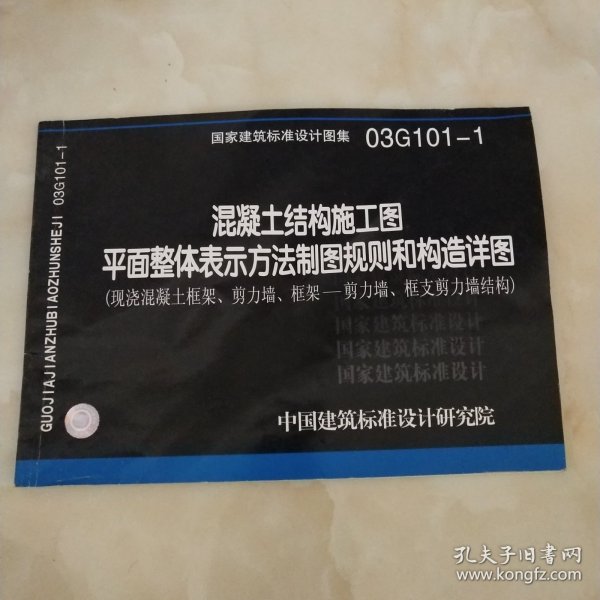 国家建筑标准设计图集 03G101-1
混凝土结构施工图
平面整体表示方法制图规则和构造详图
(现浇混凝土框架、剪力墙、框架—剪力墙、框支剪力墙结构)
国家建筑标准设计
国家建筑标准设计
国家建筑标准设计
中国建筑标准设计研究院
GUOJIAJIANZHUBIAOZHUNSHEJI 03G101-1
孔夫子旧书网
www.kongfz.com